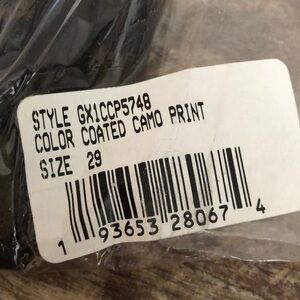 STYLE GX1CCP5748
COLOR COATED CAMO PRINT
SIZE 29
1 93653 28067 4